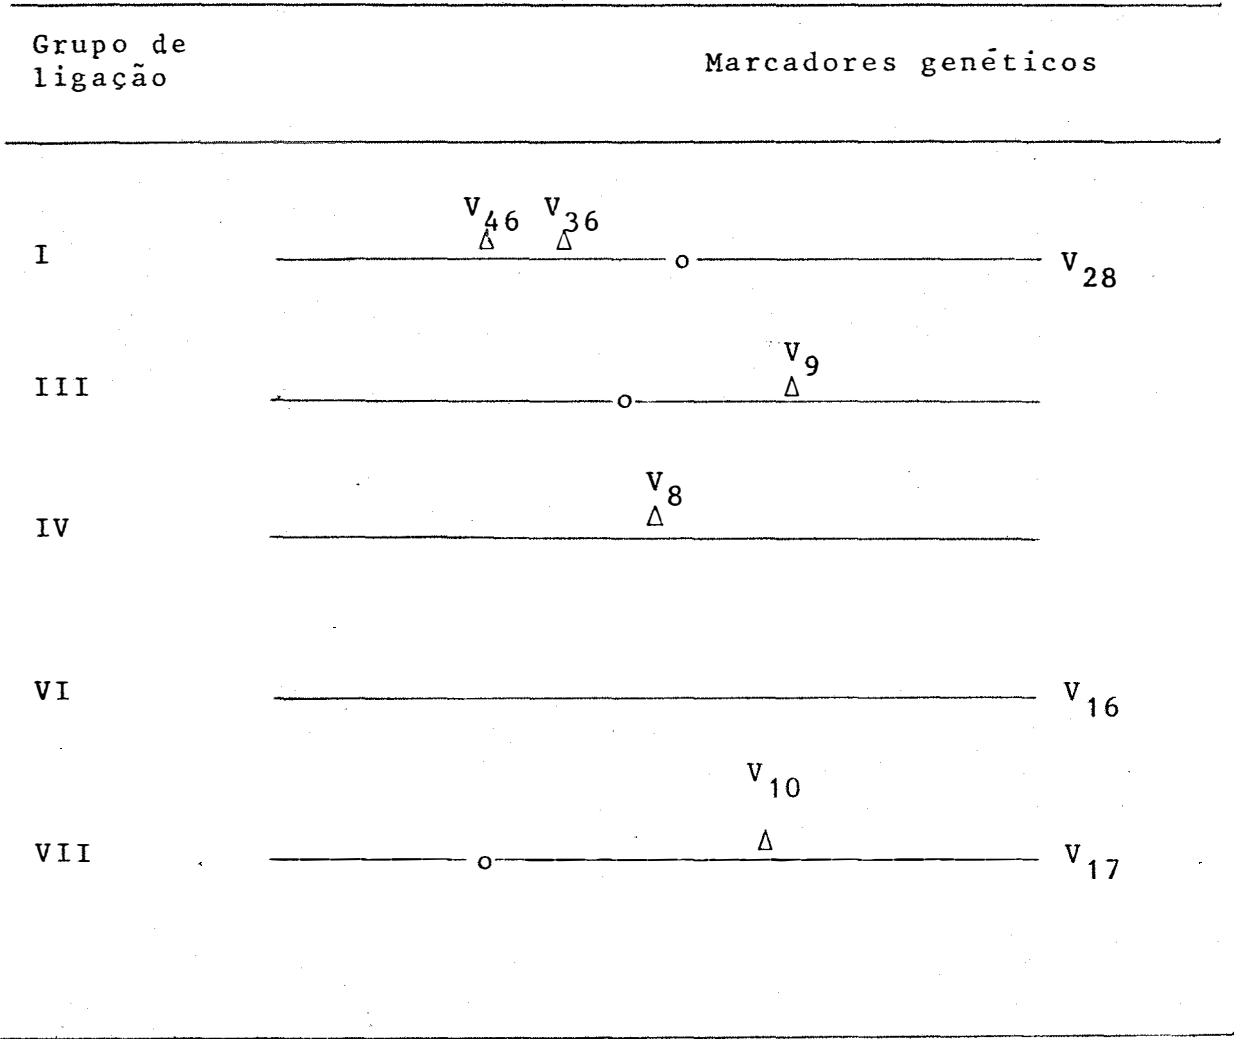 Grupo de
ligação
Marcadores genéticos
V46 V36
I o V28
V9
III o
V8
IV
VI V16
V10
VII o V17